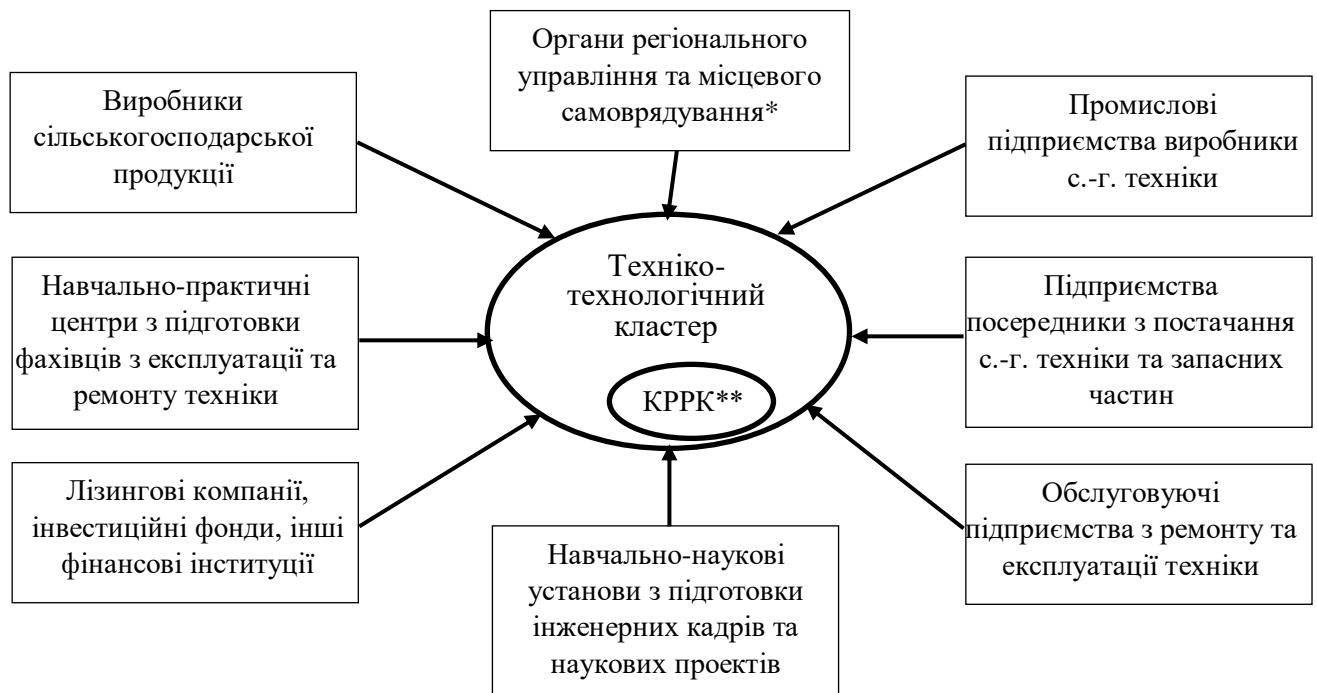 Органи регіонального
управління та місцевого
самоврядування*
Виробники
сільськогосподарської
продукції
Промислові
підприємства виробники
с.-г. техніки
Техніко-
технологічний
кластер
КРРК**
Навчально-практичні
центри з підготовки
фахівців з експлуатації та
ремонту техніки
Підприємства
посередники з постачання
с.-г. техніки та запасних
частин
Лізингові компанії,
інвестиційні фонди, інші
фінансові інституції
Навчально-наукові
установи з підготовки
інженерних кадрів та
наукових проектів
Обслуговуючі
підприємства з ремонту та
експлуатації техніки